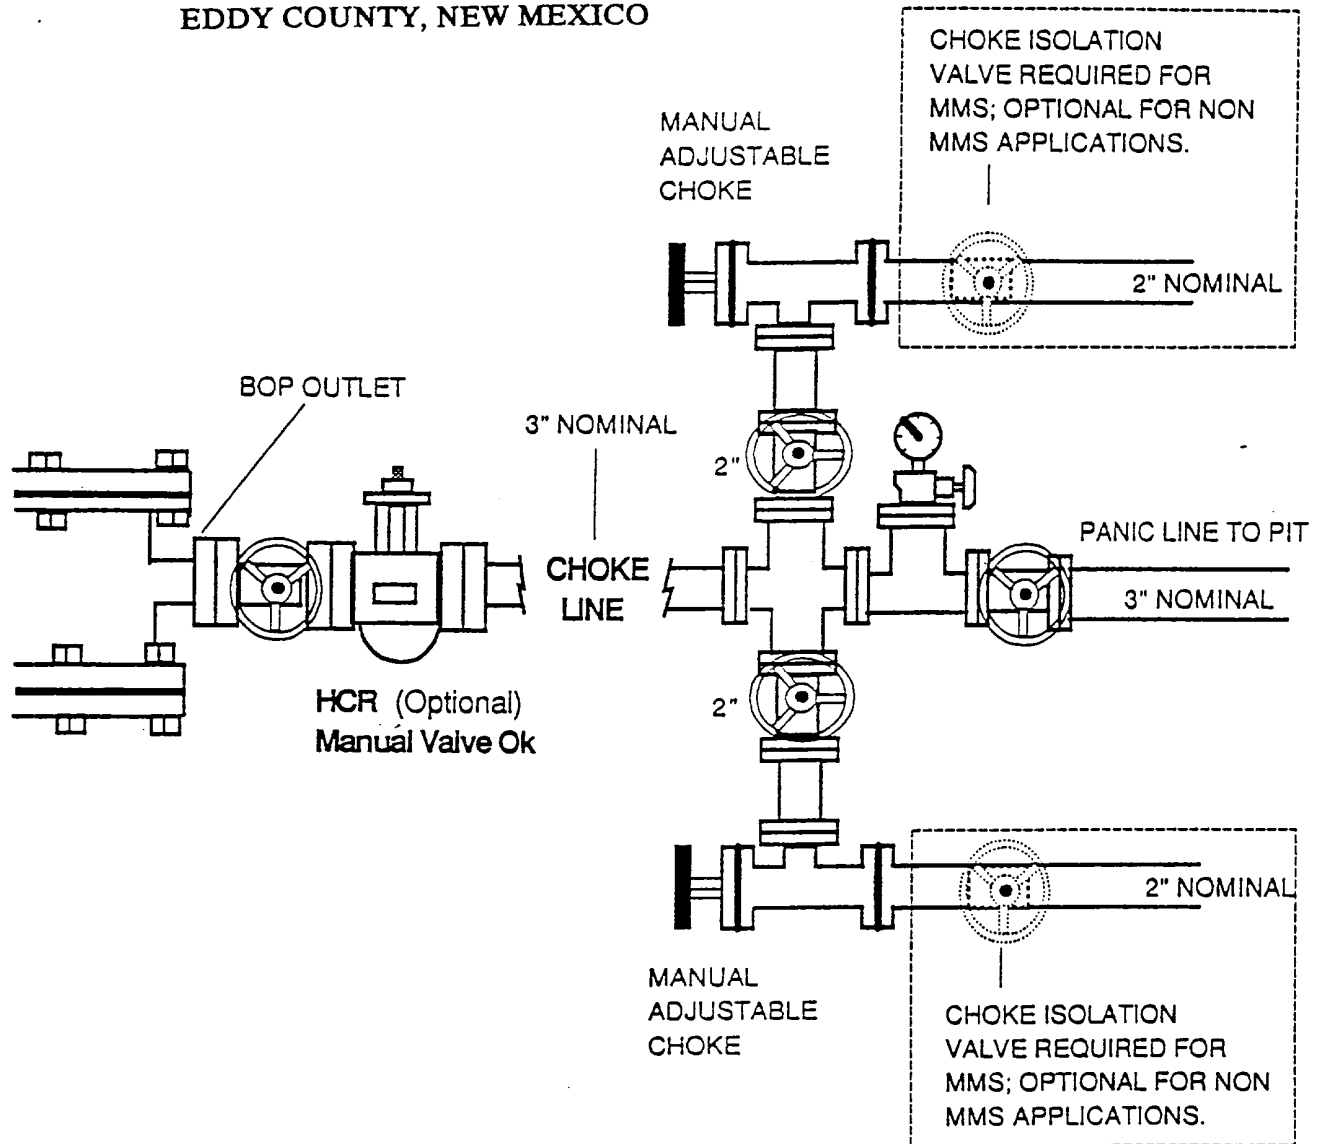 EDDY COUNTY, NEW MEXICO
CHOKE ISOLATION
VALVE REQUIRED FOR
MMS; OPTIONAL FOR NON
MMS APPLICATIONS.
MANUAL
ADJUSTABLE
CHOKE
2" NOMINAL
BOP OUTLET
3" NOMINAL
2"
PANIC LINE TO PIT
CHOKE
LINE
3" NOMINAL
HCR (Optional)
Manual Valve Ok
2"
2" NOMINAL
MANUAL
ADJUSTABLE
CHOKE
CHOKE ISOLATION
VALVE REQUIRED FOR
MMS; OPTIONAL FOR NON
MMS APPLICATIONS.